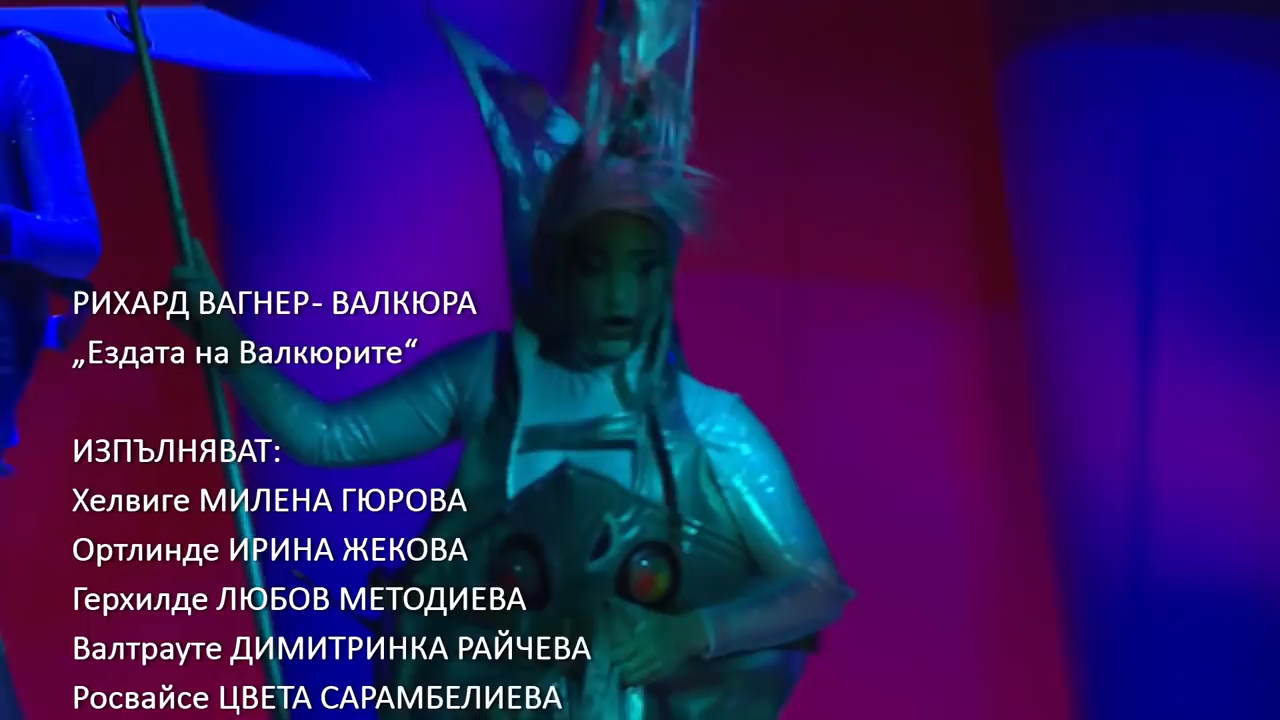 РИХАРД ВАГНЕР- ВАЛКЮРА
„Ездата на Валкюрите“
ИЗПЪЛНЯВАТ:
Хелвиге МИЛЕНА ГЮРОВА
Ортлинде ИРИНА ЖЕКОВА
Герхилде ЛЮБОВ МЕТОДИЕВА
Валтрауте ДИМИТРИНКА РАЙЧЕВА
Росвайсе ЦВЕТА САРАМБЕЛИЕВА